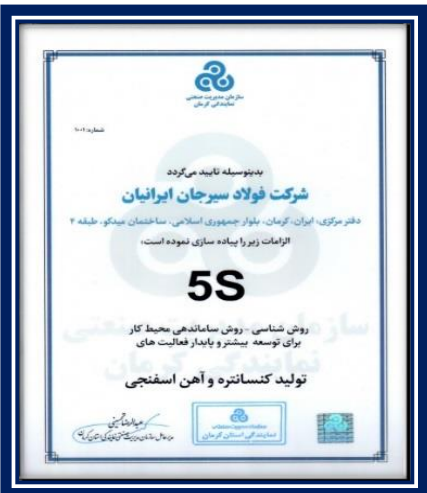 سازمان مدیریت صنعتی
نمایندگی کرمان
شماره: ۱۰۰۲
بدینوسیله تایید می‌گردد
شرکت فولاد سیرجان ایرانیان
دفتر مرکزی: ایران، کرمان، بلوار جمهوری اسلامی، ساختمان میدکو، طبقه ۴
الزامات زیر را پیاده سازی نموده است:
5S
روش شناسی - روش ساماندهی محیط کار
برای توسعه بیشتر و پایدار فعالیت های
تولید کنسانتره و آهن اسفنجی
نمایندگی استان کرمان